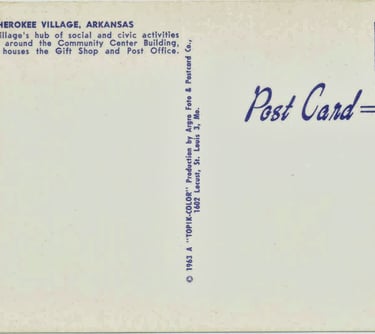 HEROKEE VILLAGE, ARKANSAS
illage's hub of social and civic activities
around the Community Center Building,
houses the Gift Shop and Post Office.
© 1963 A "TOPIK-COLOR" Production by Argro Foto & Postcard Co.,
1602 Locust, St. Louis 3, Mo.
Post Card